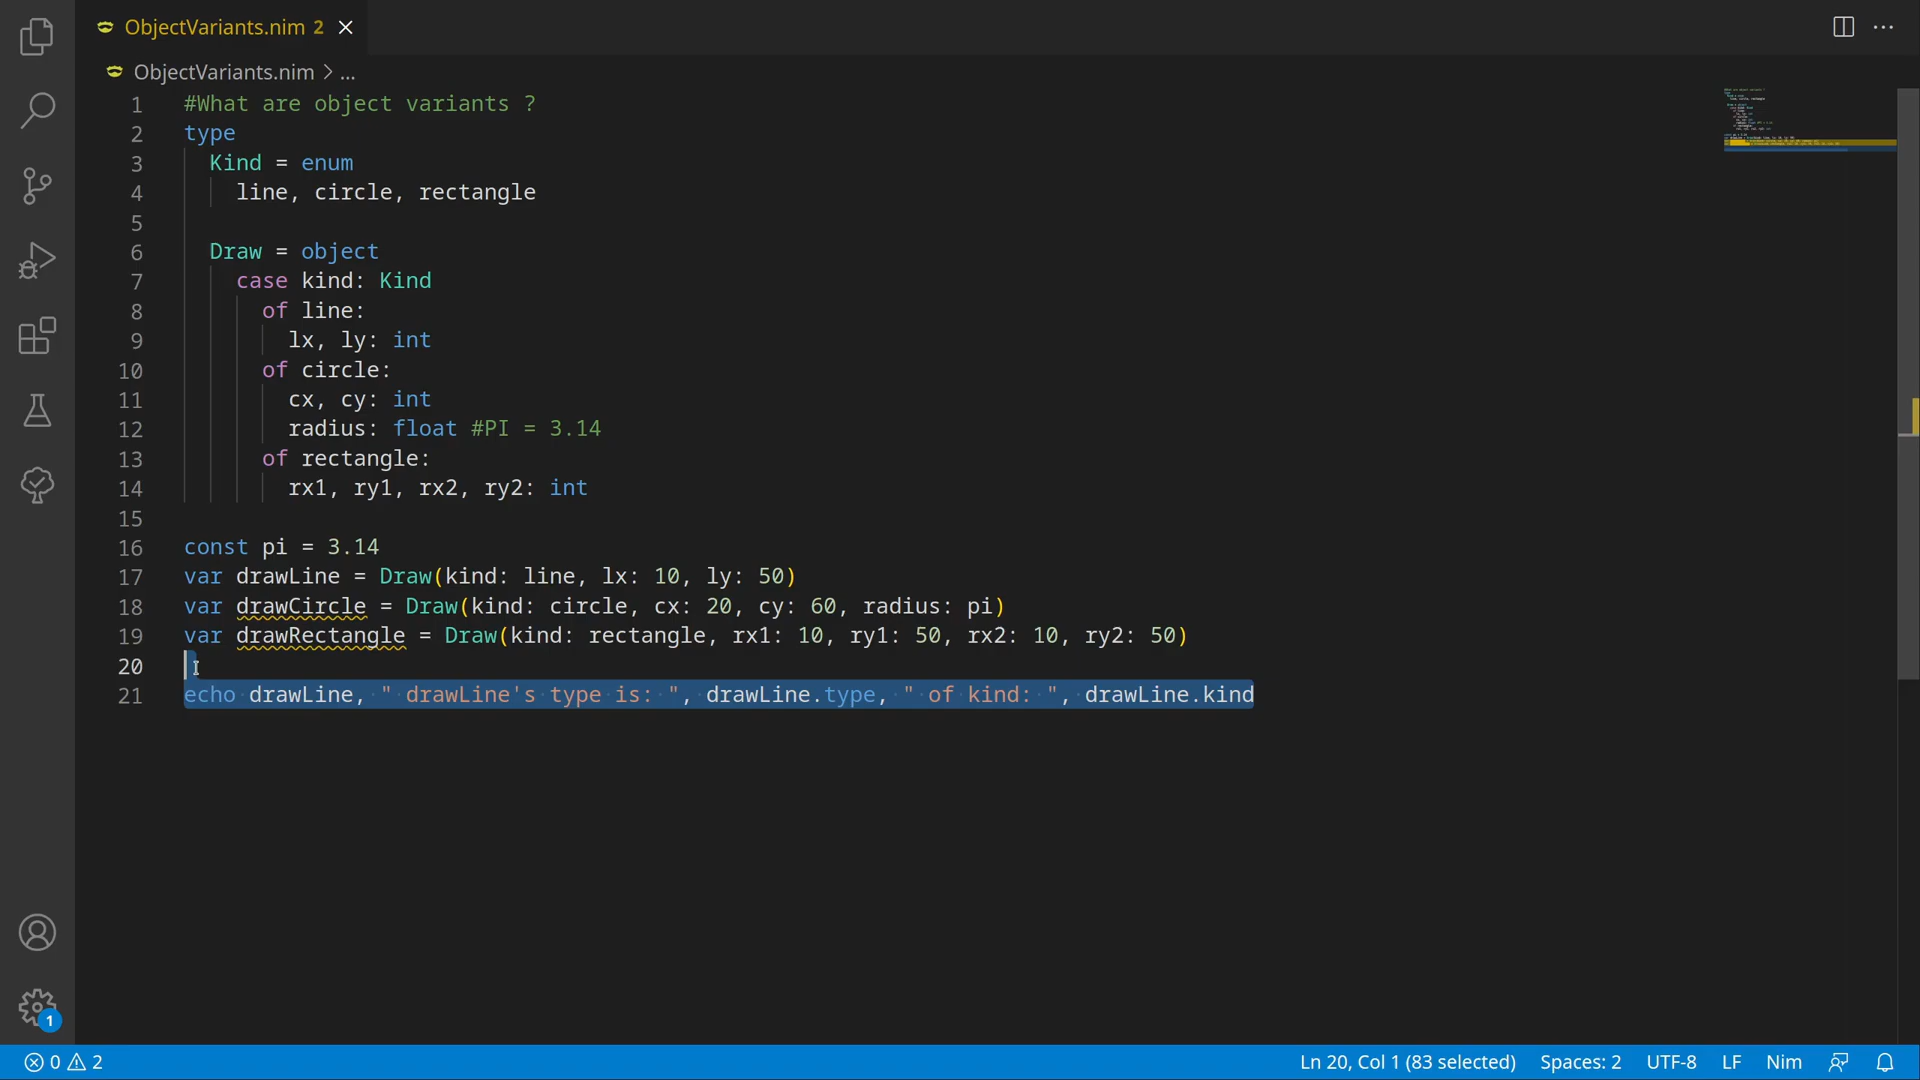 ObjectVariants.nim 2
ObjectVariants.nim > ...
1 #What are object variants ?
2 type
3 Kind = enum
4 line, circle, rectangle
5
6 Draw = object
7 case kind: Kind
8 of line:
9 lx, ly: int
10 of circle:
11 cx, cy: int
12 radius: float #PI = 3.14
13 of rectangle:
14 rx1, ry1, rx2, ry2: int
15
16 const pi = 3.14
17 var drawLine = Draw(kind: line, lx: 10, ly: 50)
18 var drawCircle = Draw(kind: circle, cx: 20, cy: 60, radius: pi)
19 var drawRectangle = Draw(kind: rectangle, rx1: 10, ry1: 50, rx2: 10, ry2: 50)
20
21 echo drawLine, " drawLine's type is: ", drawLine.type, " of kind: ", drawLine.kind
1
0 2 Ln 20, Col 1 (83 selected) Spaces: 2 UTF-8 LF Nim